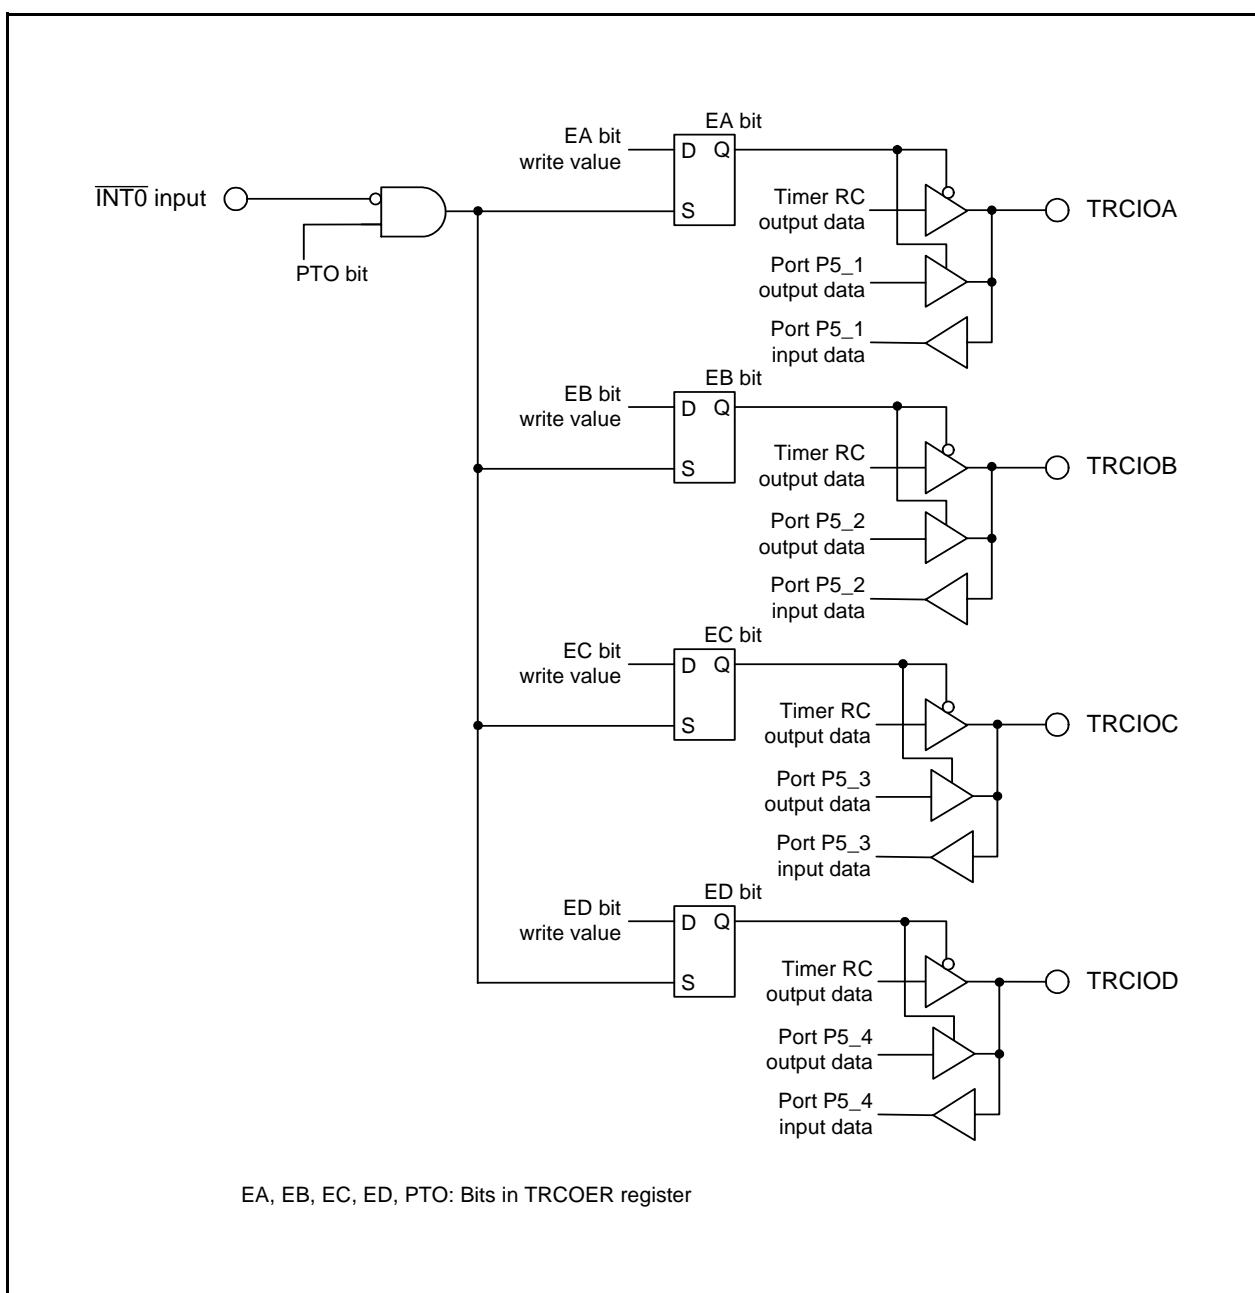 EA bit
EA bit
write value
D Q
S
INT0 input
PTO bit
Timer RC
output data
TRCIOA
Port P5_1
output data
Port P5_1
input data
EB bit
EB bit
write value
D Q
S
Timer RC
output data
TRCIOB
Port P5_2
output data
Port P5_2
input data
EC bit
EC bit
write value
D Q
S
Timer RC
output data
TRCIOC
Port P5_3
output data
Port P5_3
input data
ED bit
ED bit
write value
D Q
S
Timer RC
output data
TRCIOD
Port P5_4
output data
Port P5_4
input data
EA, EB, EC, ED, PTO: Bits in TRCOER register